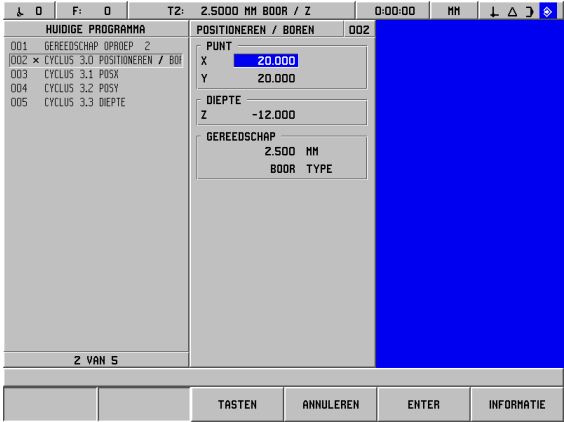 0 F: 0 T2: 2.5000 MM BOOR / Z 0:00:00 MM
HUIDIGE PROGRAMMA
001 GEREEDSCHAP OPROEP 2
002 × CYCLUS 3.0 POSITIONEREN / BOR
003 CYCLUS 3.1 POSX
004 CYCLUS 3.2 POSY
005 CYCLUS 3.3 DIEPTE
2 VAN 5
POSITIONEREN / BOREN 002
PUNT
X 20.000
Y 20.000
DIEPTE
Z -12.000
GEREEDSCHAP
2.500 MM
BOOR TYPE
TASTEN ANNULEREN ENTER INFORMATIE